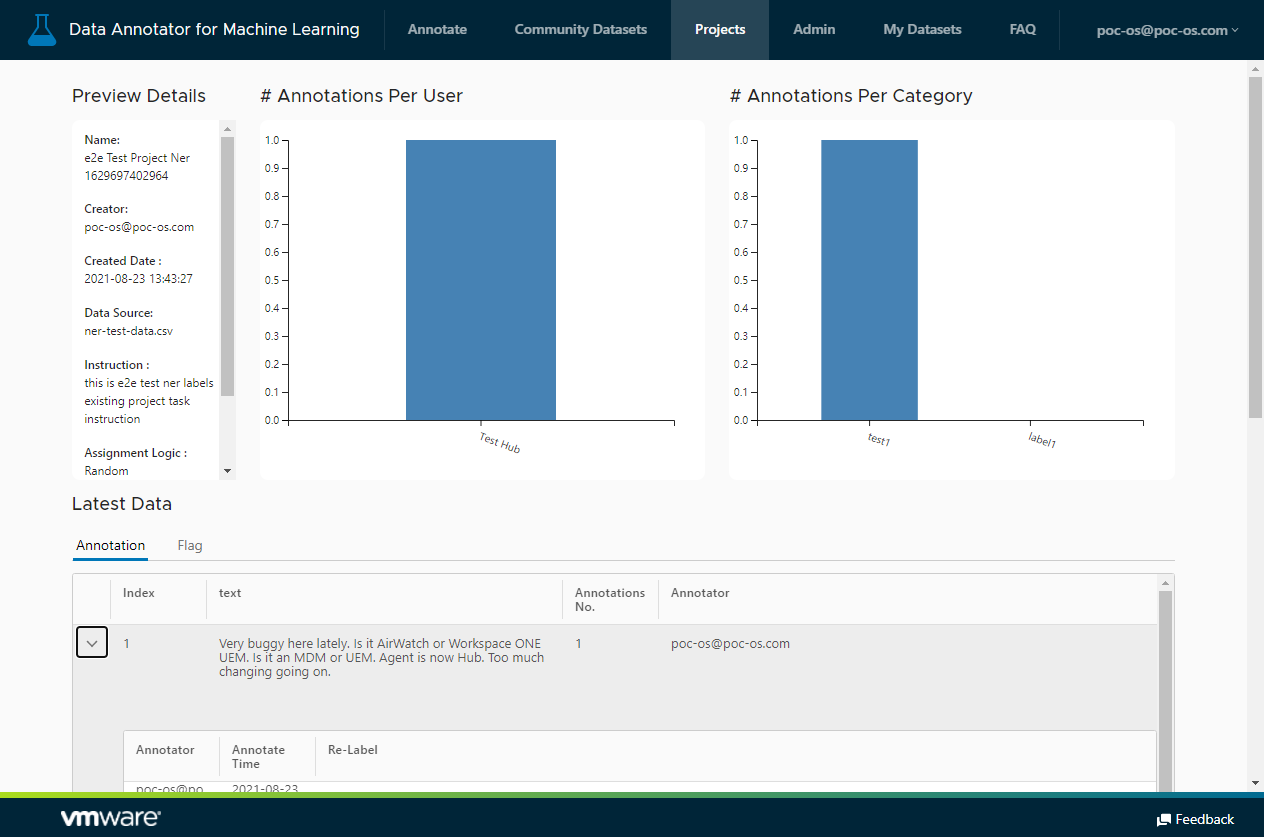 Data Annotator for Machine Learning
Annotate
Community Datasets
Projects
Admin
My Datasets
FAQ
poc-os@poc-os.com
Preview Details
Name:
e2e Test Project Ner
1629697402964
Creator:
poc-os@poc-os.com
Created Date :
2021-08-23 13:43:27
Data Source:
ner-test-data.csv
Instruction :
this is e2e test ner labels
existing project task
instruction
Assignment Logic :
Random
# Annotations Per User
1.0
0.9
0.8
0.7
0.6
0.5
0.4
0.3
0.2
0.1
0.0
Test Hub
# Annotations Per Category
1.0
0.9
0.8
0.7
0.6
0.5
0.4
0.3
0.2
0.1
0.0
test1
label1
Latest Data
Annotation
Flag
Index
text
Annotations
No.
Annotator
1
Very buggy here lately. Is it AirWatch or Workspace ONE
UEM. Is it an MDM or UEM. Agent is now Hub. Too much
changing going on.
1
poc-os@poc-os.com
Annotator
Annotate
Time
Re-Label
poc-os@po
2021-08-23
vmware
Feedback